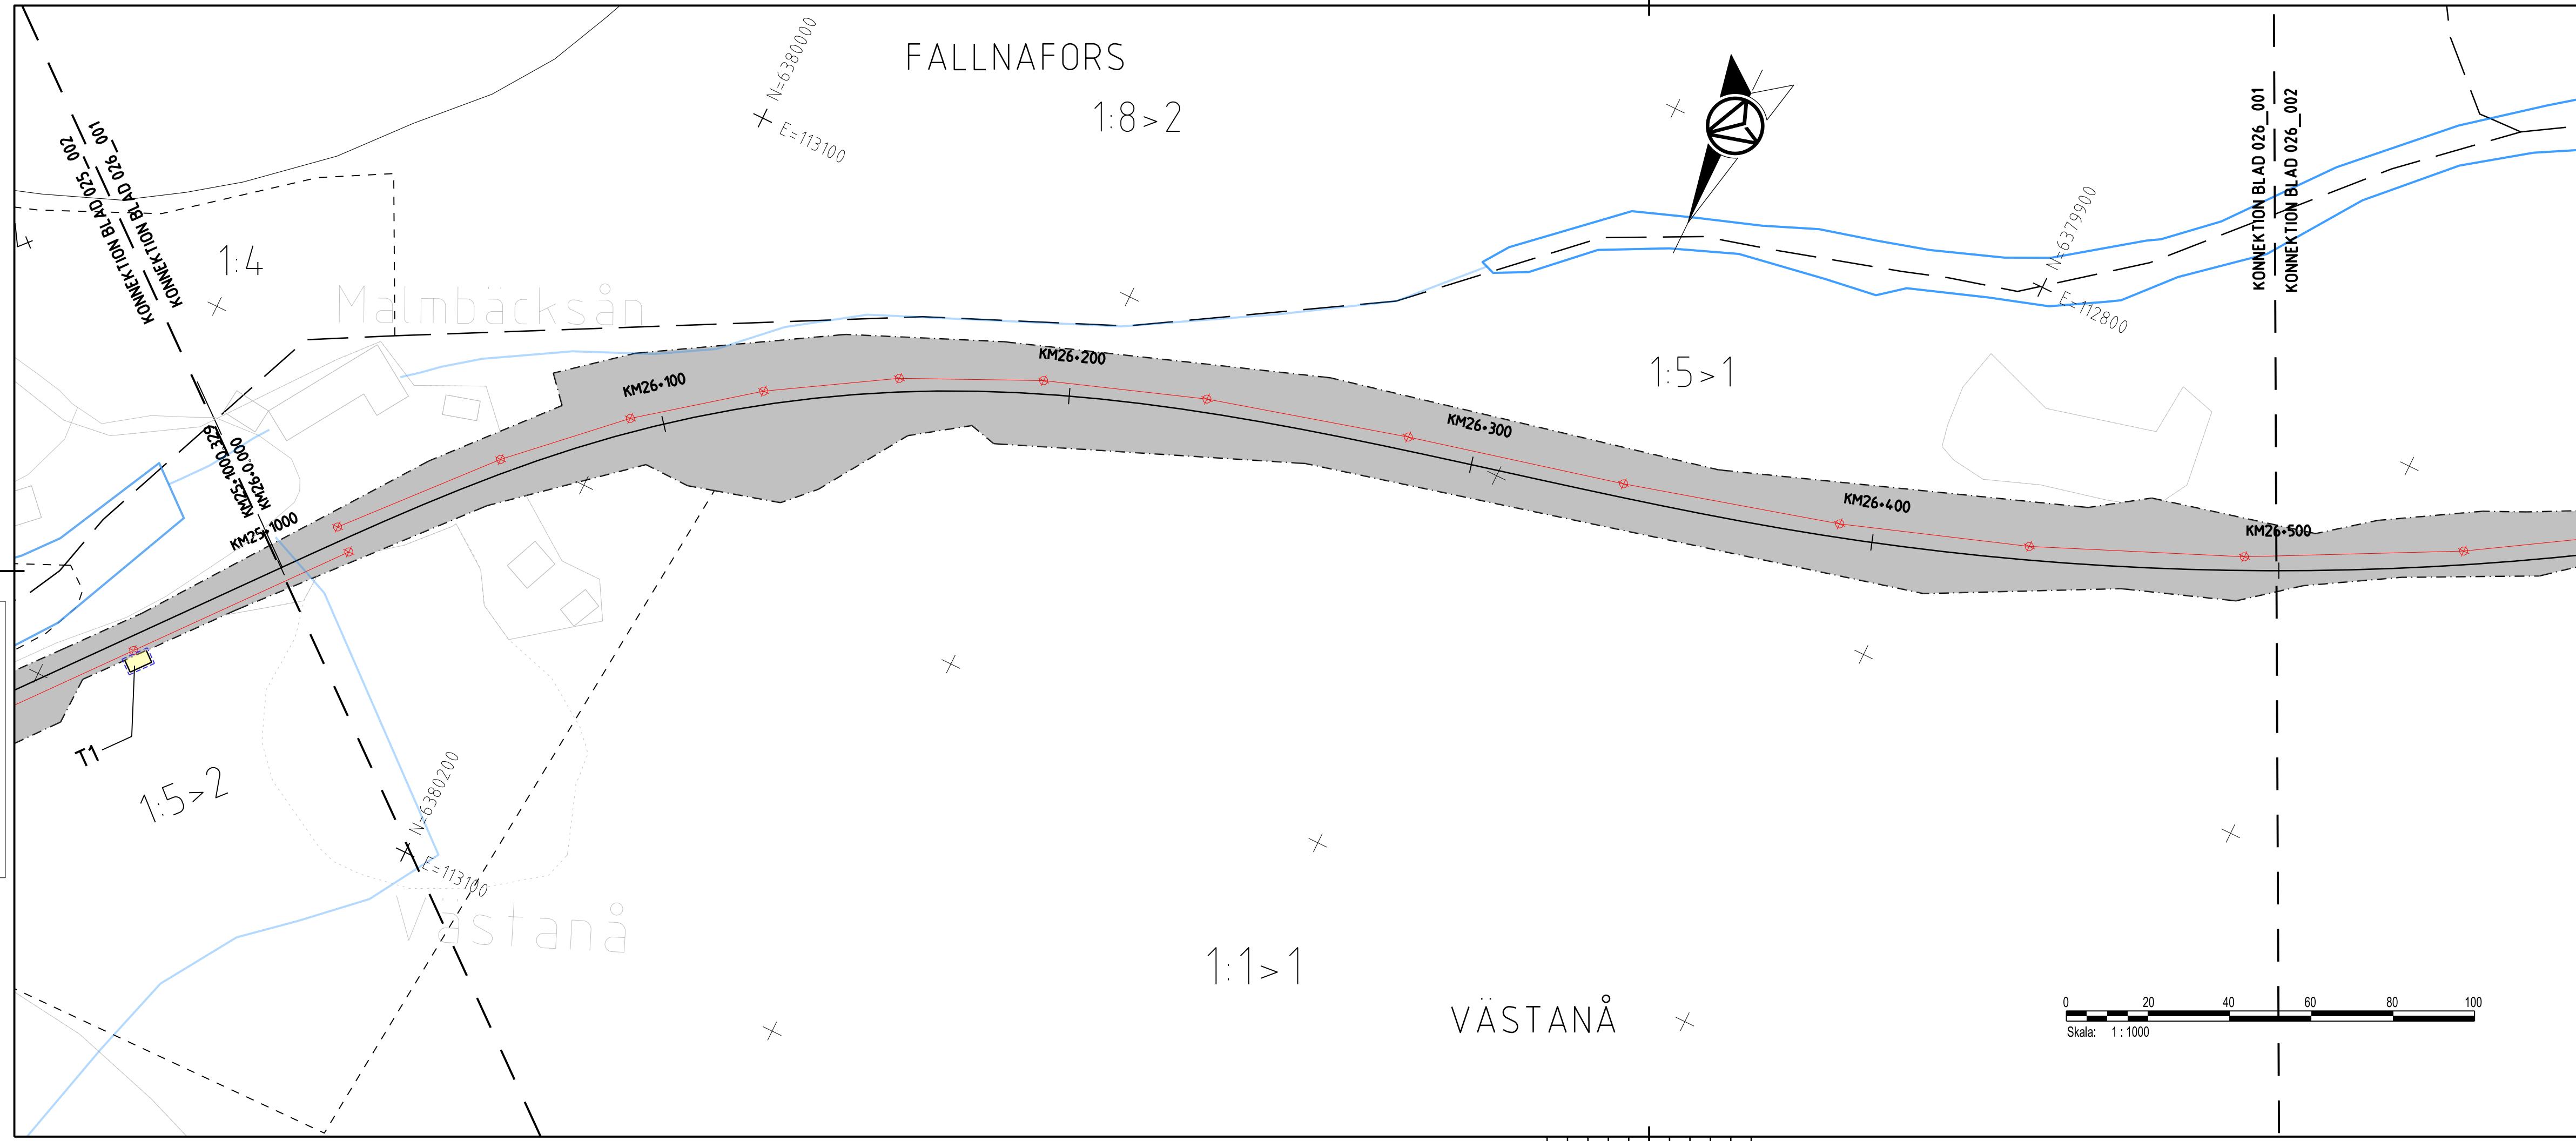 FALLNAFORS
N=6380000
E=113100
1:8>2
KONNEKTION BLAD 025_002
KONNEKTION BLAD 026_001
KONNEKTION BLAD 026_001
KONNEKTION BLAD 026_002
1:4
Malmbäcksån
N=6379900
E=112800
1:5>1
KM26+100
KM26+200
KM26+300
KM26+400
KM26+500
KM25+1000.329
KM26+0.000
KM25+1000
T1
1:5>2
N=6380200
E=113100
Västanå
1:1>1
VÄSTANÅ
0 20 40 60 80 100
Skala: 1 : 1000